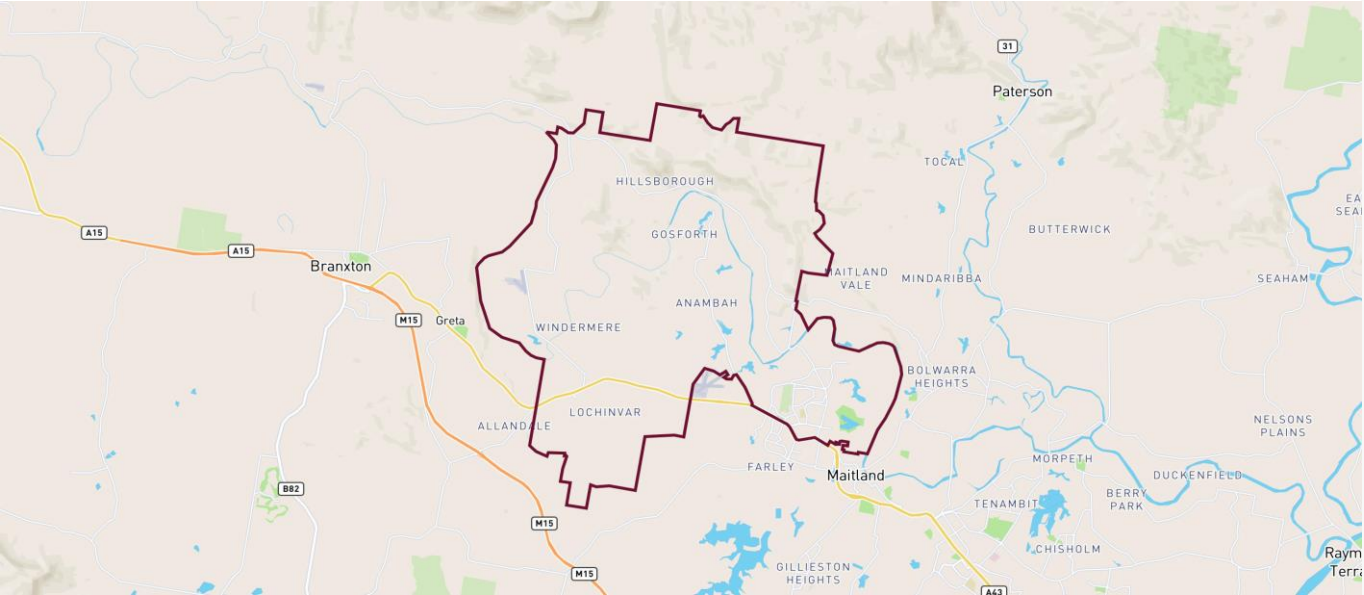 31
Paterson
TOCAL
HILLSBOROUGH
EA
SEA
A15
GOSFORTH
BUTTERWICK
A15
Branxton
MAITLAND
VALE
MINDARIBBA
SEAHAM
ANAMBAH
M15
Greta
WINDERMERE
BOLWARRA
HEIGHTS
LOCHINVAR
ALLANDALE
NELSONS
PLAINS
FARLEY
Maitland
MORPETH
DUCKENFIELD
B82
BERRY
PARK
TENAMBIT
M15
CHISHOLM
Raym
Terra
GILLIESTON
HEIGHTS
M15
A43